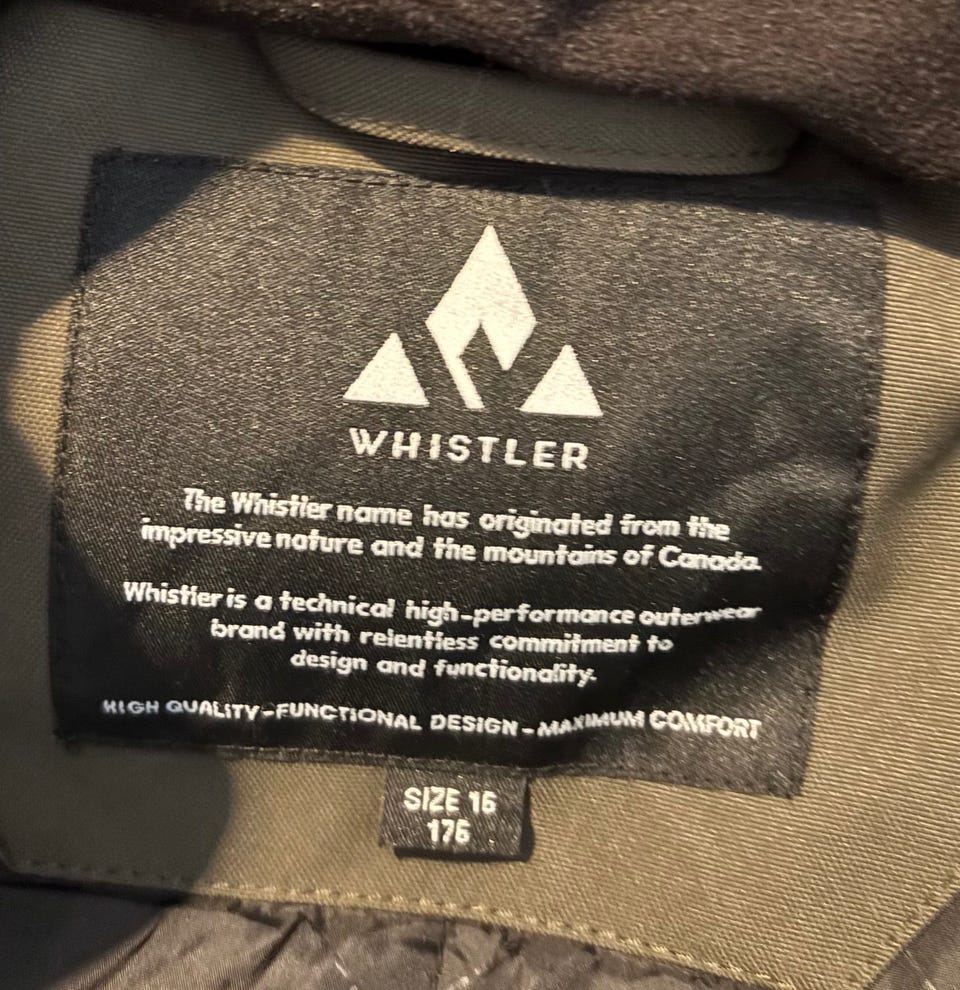 WHISTLER
The Whistler name has originated from the
impressive nature and the mountains of Canada.
Whistler is a technical high-performance outerwear
brand with relentless commitment to
design and functionality.
HIGH QUALITY-FUNCTIONAL DESIGN-MAXIMUM COMFORT
SIZE 16
176